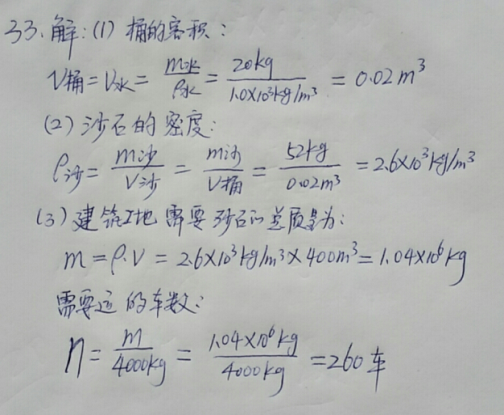 33.解:(1) 桶的容积:
V桶=V水= m水/ρ水 = 20kg/1.0×10³kg/m³ = 0.02m³
(2)沙石的密度:
ρ沙= m沙/V沙 = m沙/V桶 = 52kg/0.02m³ =2.6×10³kg/m³
(3)建筑工地需要砂石的总质量为:
m=ρ.V=2.6×10³kg/m³×400m³=1.04×10⁶kg
需要运的车数:
n= m/4000kg = 1.04×10⁶kg/4000kg =260车